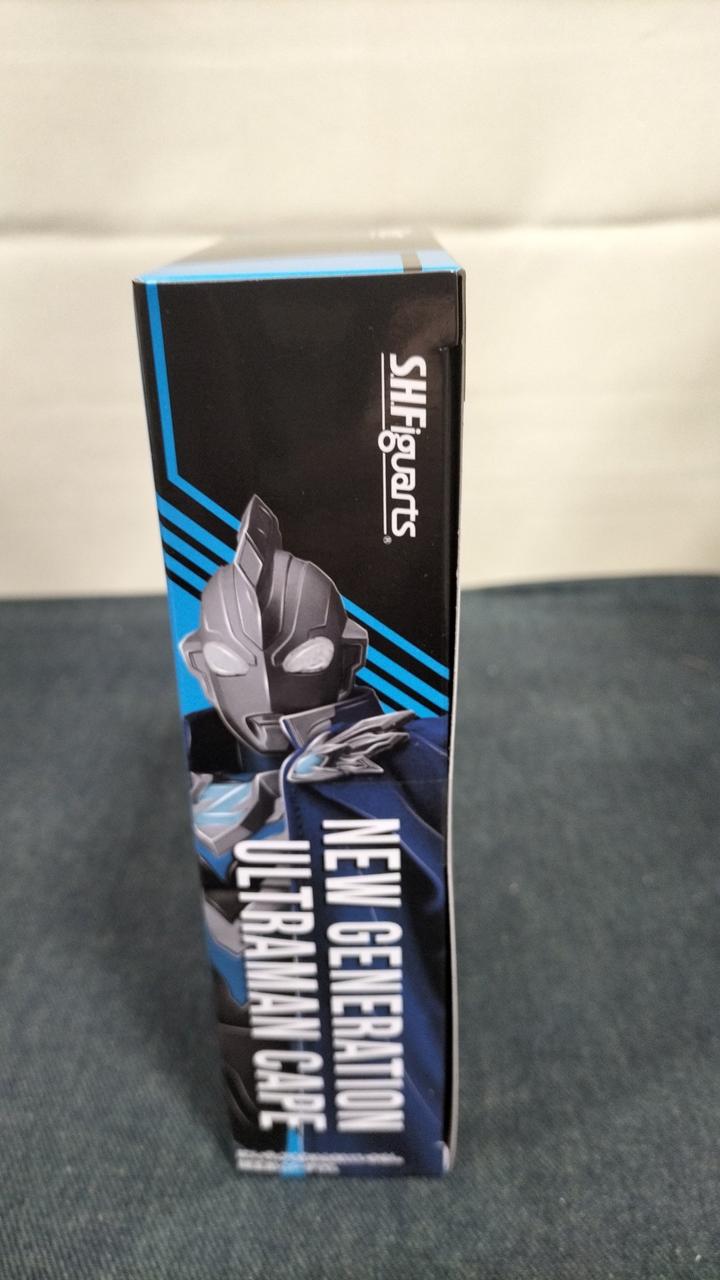 S.H.Figuarts®
NEW GENERATION
ULTRAMAN CAPE